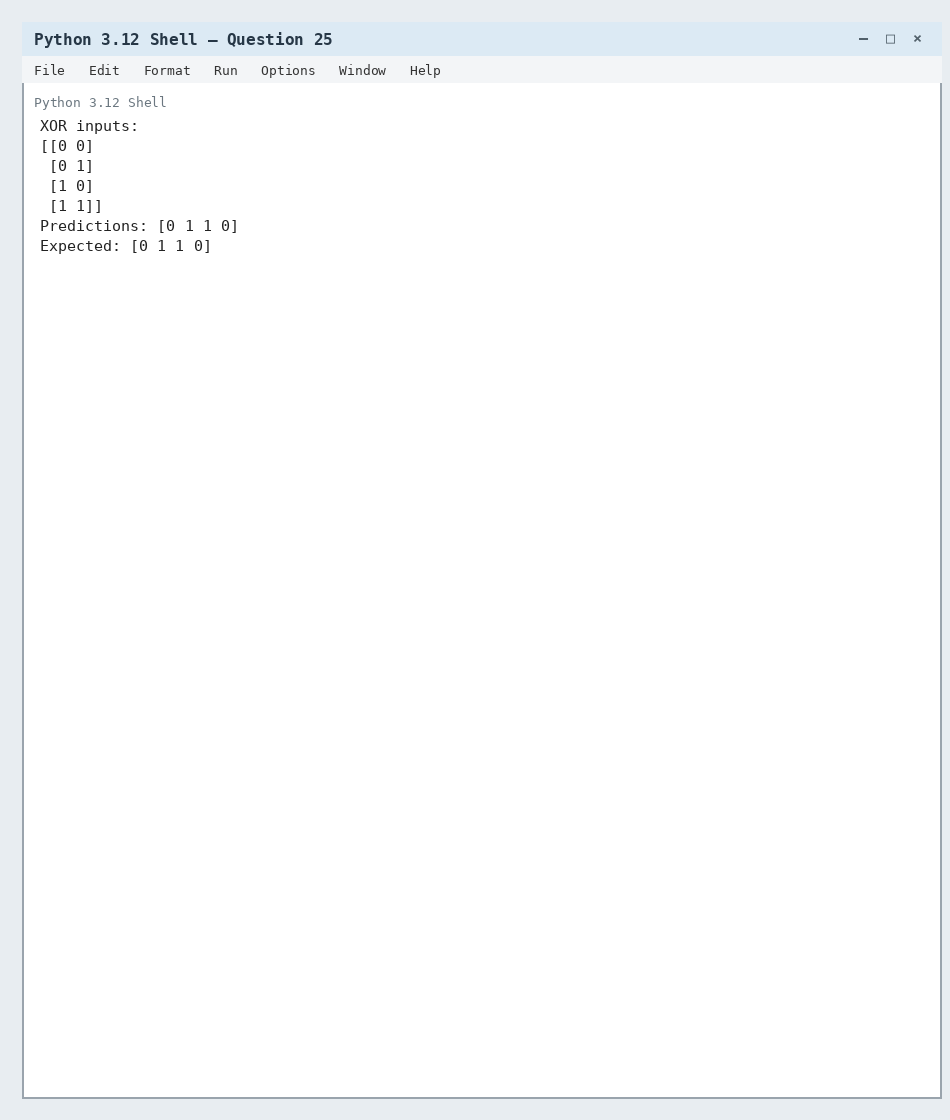 Python 3.12 Shell — Question 25 — □ ×
File Edit Format Run Options Window Help
Python 3.12 Shell
XOR inputs:
[[0 0]
 [0 1]
 [1 0]
 [1 1]]
Predictions: [0 1 1 0]
Expected: [0 1 1 0]